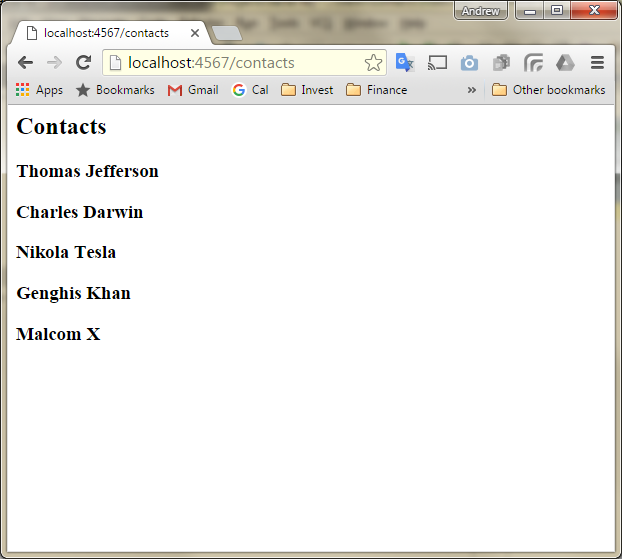 Andrew
localhost:4567/contacts
localhost:4567/contacts
Apps Bookmarks Gmail Cal Invest Finance » Other bookmarks
Contacts
Thomas Jefferson
Charles Darwin
Nikola Tesla
Genghis Khan
Malcom X